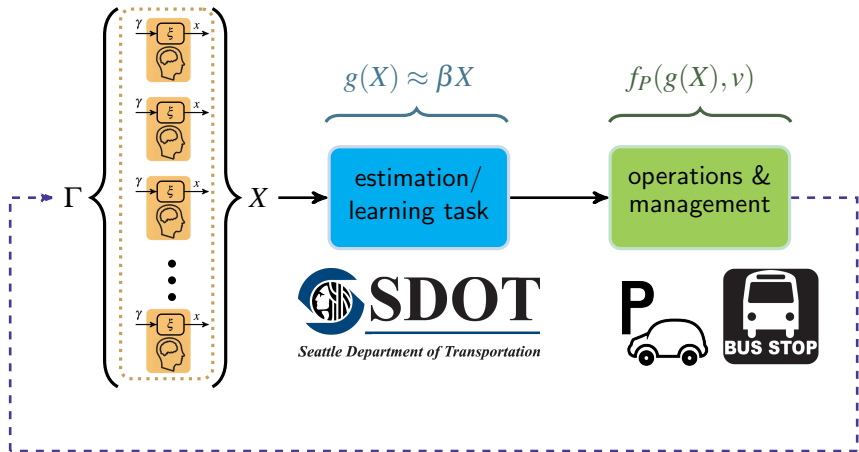 γ ξ x
γ ξ x
γ ξ x
γ ξ x
Γ
X
g(X) ≈ βX
f_P(g(X), v)
estimation/
learning task
operations &
management
SDOT
Seattle Department of Transportation
P
BUS STOP